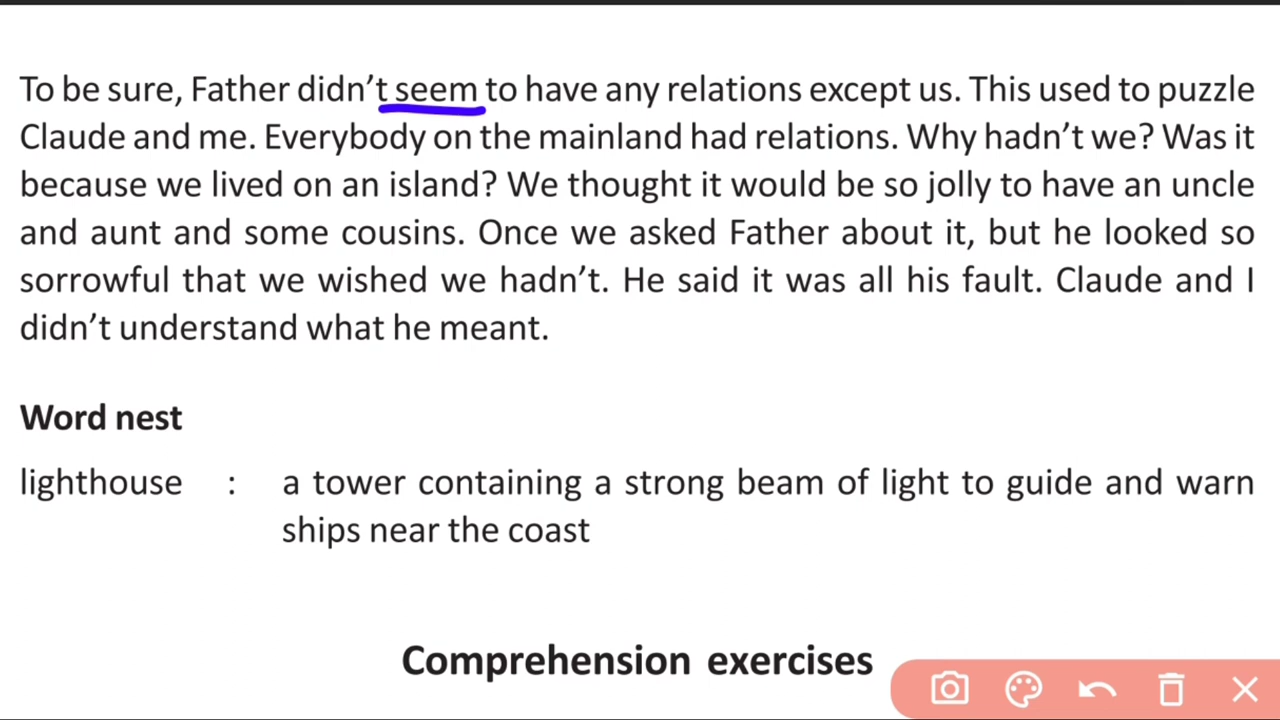 To be sure, Father didn’t seem to have any relations except us. This used to puzzle
Claude and me. Everybody on the mainland had relations. Why hadn’t we? Was it
because we lived on an island? We thought it would be so jolly to have an uncle
and aunt and some cousins. Once we asked Father about it, but he looked so
sorrowful that we wished we hadn’t. He said it was all his fault. Claude and I
didn’t understand what he meant.
Word nest
lighthouse : a tower containing a strong beam of light to guide and warn
ships near the coast
Comprehension exercises